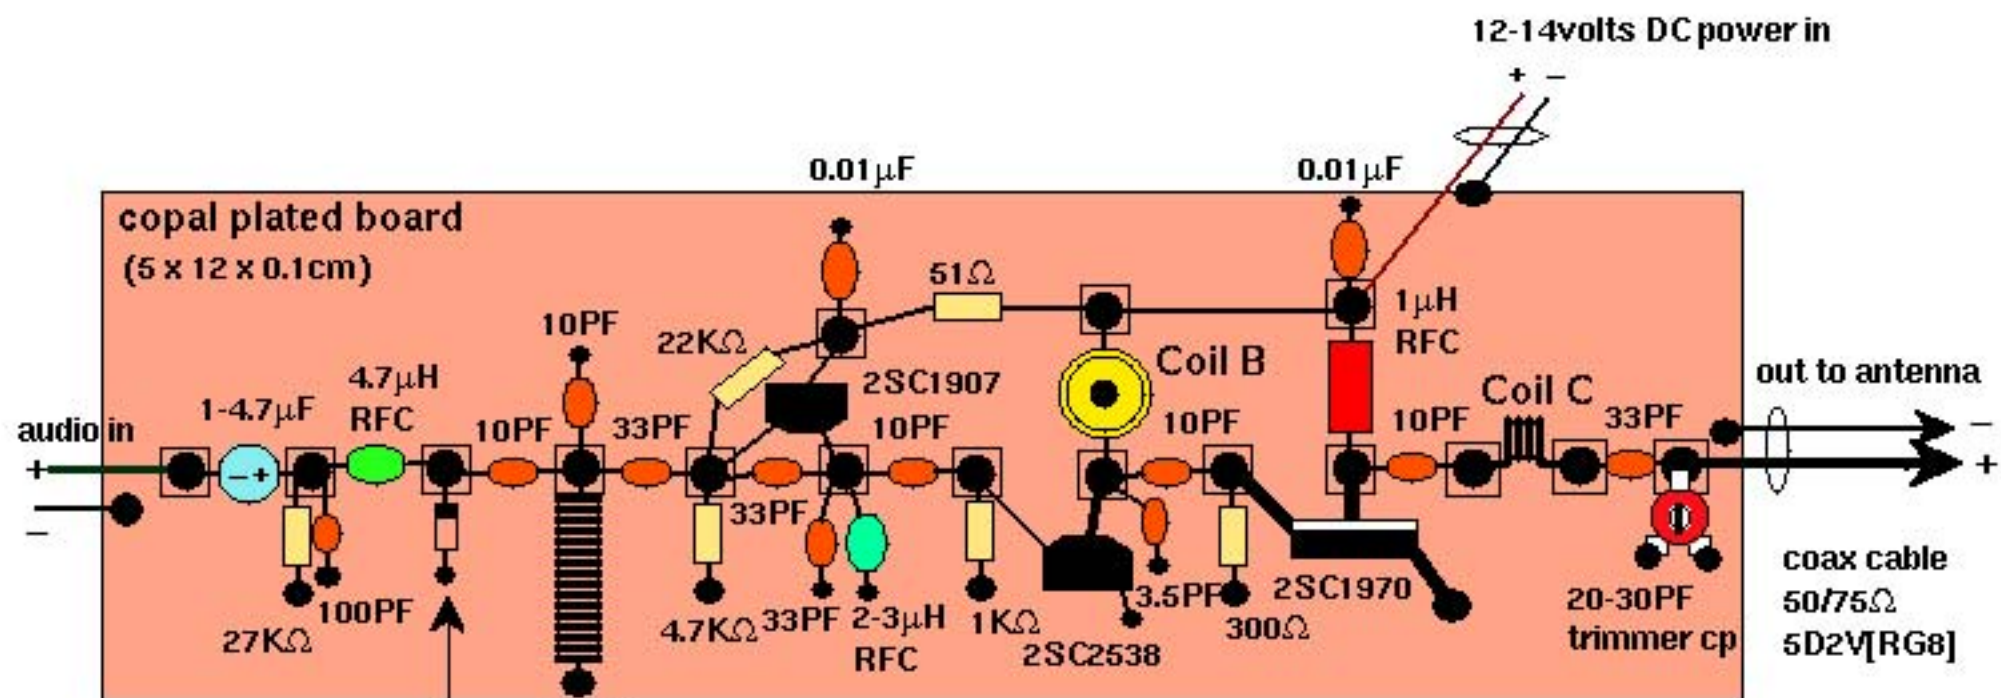 12-14volts DC power in
+ −
0.01μF
0.01μF
copal plated board
(5 x 12 x 0.1cm)
51Ω
1μH
RFC
10PF
22KΩ
Coil B
2SC1907
out to antenna
4.7μH
RFC
1-4.7μF
Coil C
audio in
10PF
33PF
10PF
10PF
10PF
33PF
−
+
−+
+
33PF
−
3.5PF
2SC1970
coax cable
50/75Ω
5D2V[RG8]
20-30PF
trimmer cp
100PF
27KΩ
4.7KΩ
33PF
2-3μH
RFC
1KΩ
2SC2538
300Ω